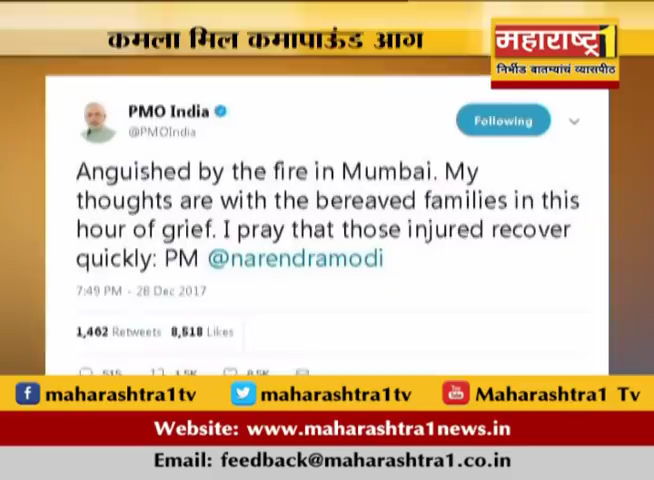 कमला मिल कमापाऊंड आग
महाराष्ट्र1
निर्भीड बातम्यांचं व्यासपीठ
PMO India
@PMOIndia
Following
Anguished by the fire in Mumbai. My
thoughts are with the bereaved families in this
hour of grief. I pray that those injured recover
quickly: PM @narendramodi
7:49 PM - 28 Dec 2017
1,462 Retweets 8,518 Likes
maharashtra1tv maharashtra1tv Maharashtra1 Tv
Website: www.maharashtra1news.in
Email: feedback@maharashtra1.co.in